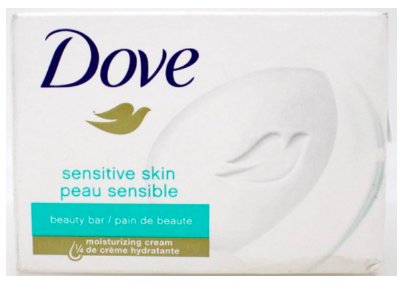 Dove
sensitive skin
peau sensible
beauty bar / pain de beauté
¼ moisturizing cream
de crème hydratante